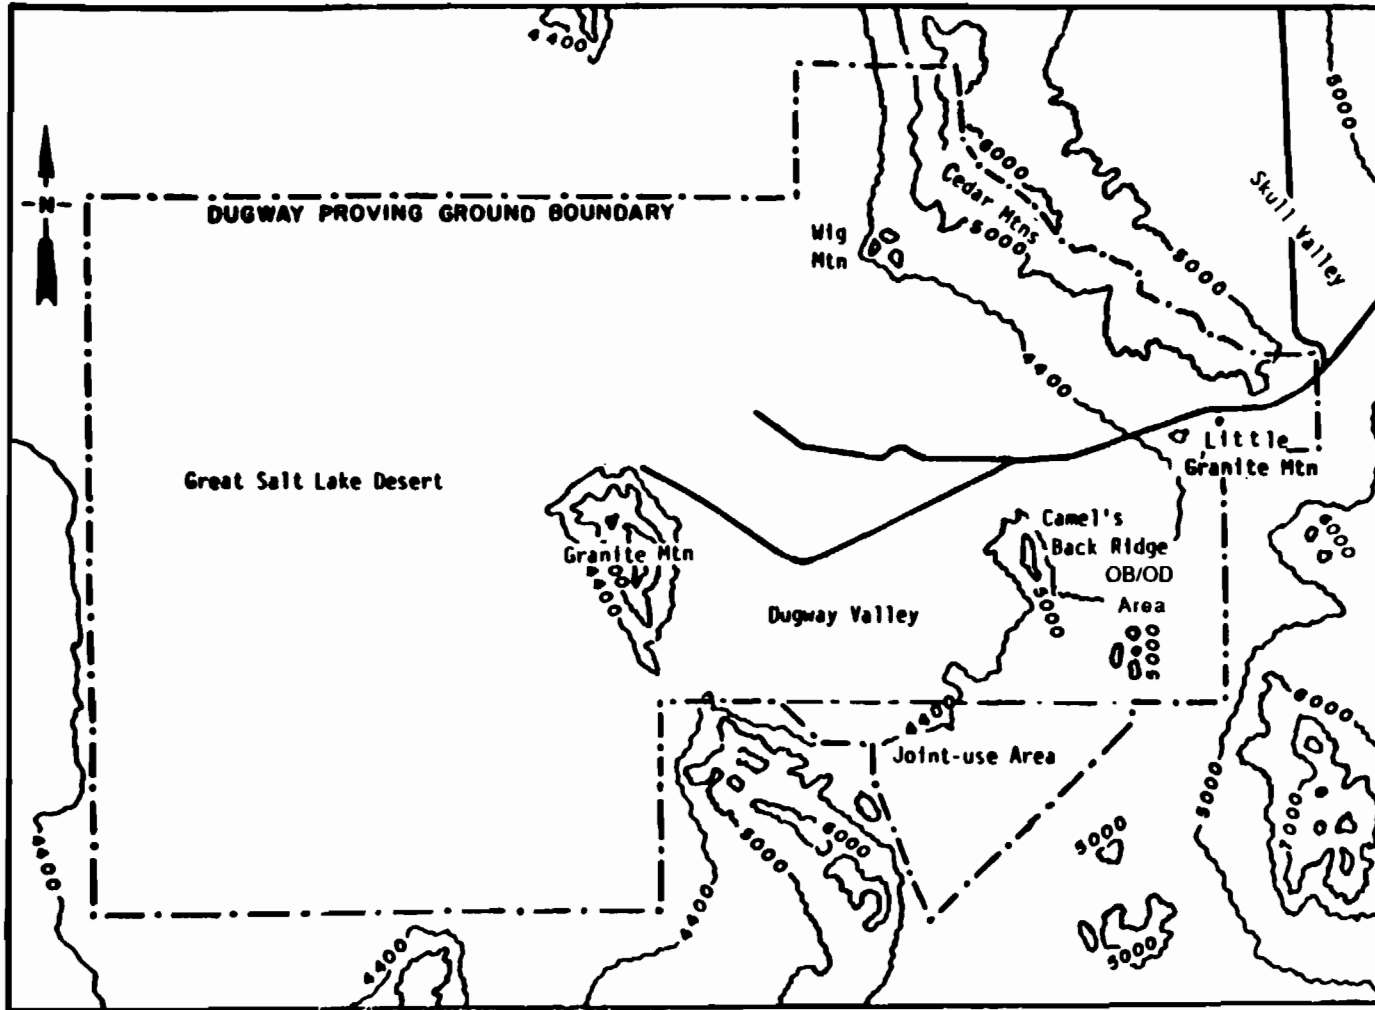 4400
5000
N
DUGWAY PROVING GROUND BOUNDARY
6000
Cedar Mtns
5000
Skull Valley
Wig
Mtn
5000
4400
Little
Granite Mtn
Great Salt Lake Desert
Granite Mtn
4400
Camel's
Back Ridge
OB/OD
Area
6000
5000
5000
Dugway Valley
4400
Joint-use Area
6000
5000
7000
5000
6000
5000
4400
4400
4400
5000